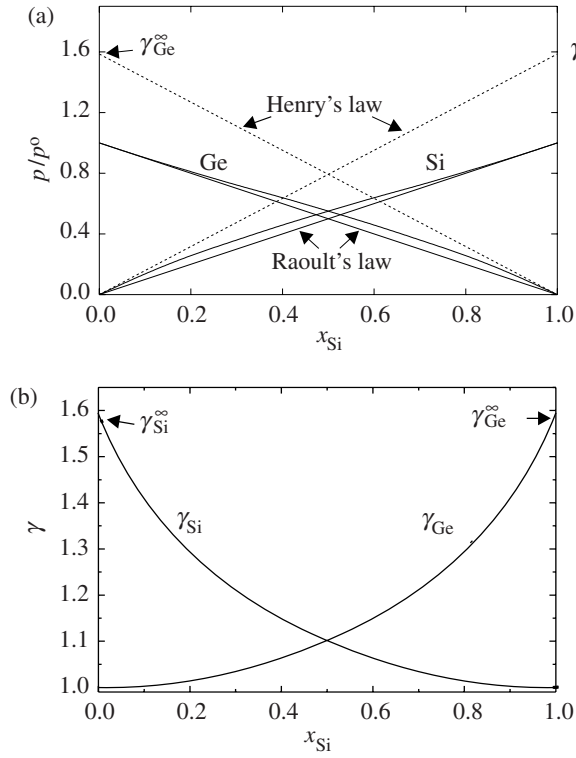 (a)
1.6
γ∞Ge
γ
1.2
Henry's law
p/pᵒ
0.8
Ge
Si
0.4
Raoult's law
0.0
0.0 0.2 0.4 0.6 0.8 1.0
xSi
(b)
1.6
γ∞Si
γ∞Ge
1.5
1.4
γSi
γGe
γ
1.3
1.2
1.1
1.0
0.0 0.2 0.4 0.6 0.8 1.0
xSi